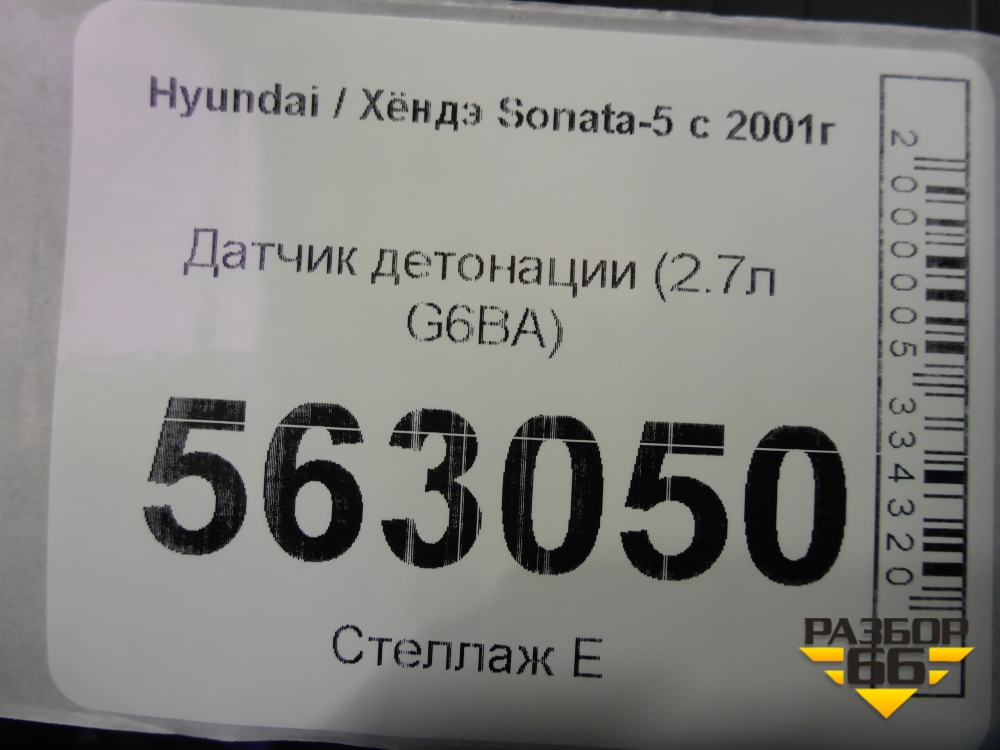 Hyundai / Хёндэ Sonata-5 с 2001г
Датчик детонации (2.7л
G6BA)
563050
Стеллаж Е
2000005334320
РАЗБОР
66